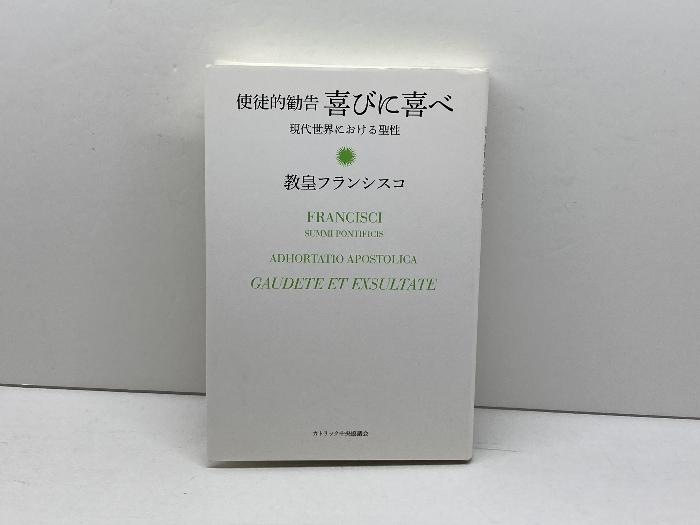 使徒的勧告 喜びに喜べ
現代世界における聖性
教皇フランシスコ
FRANCISCI
SUMMI PONTIFICIS
ADHORTATIO APOSTOLICA
GAUDETE ET EXSULTATE
カトリック中央協議会